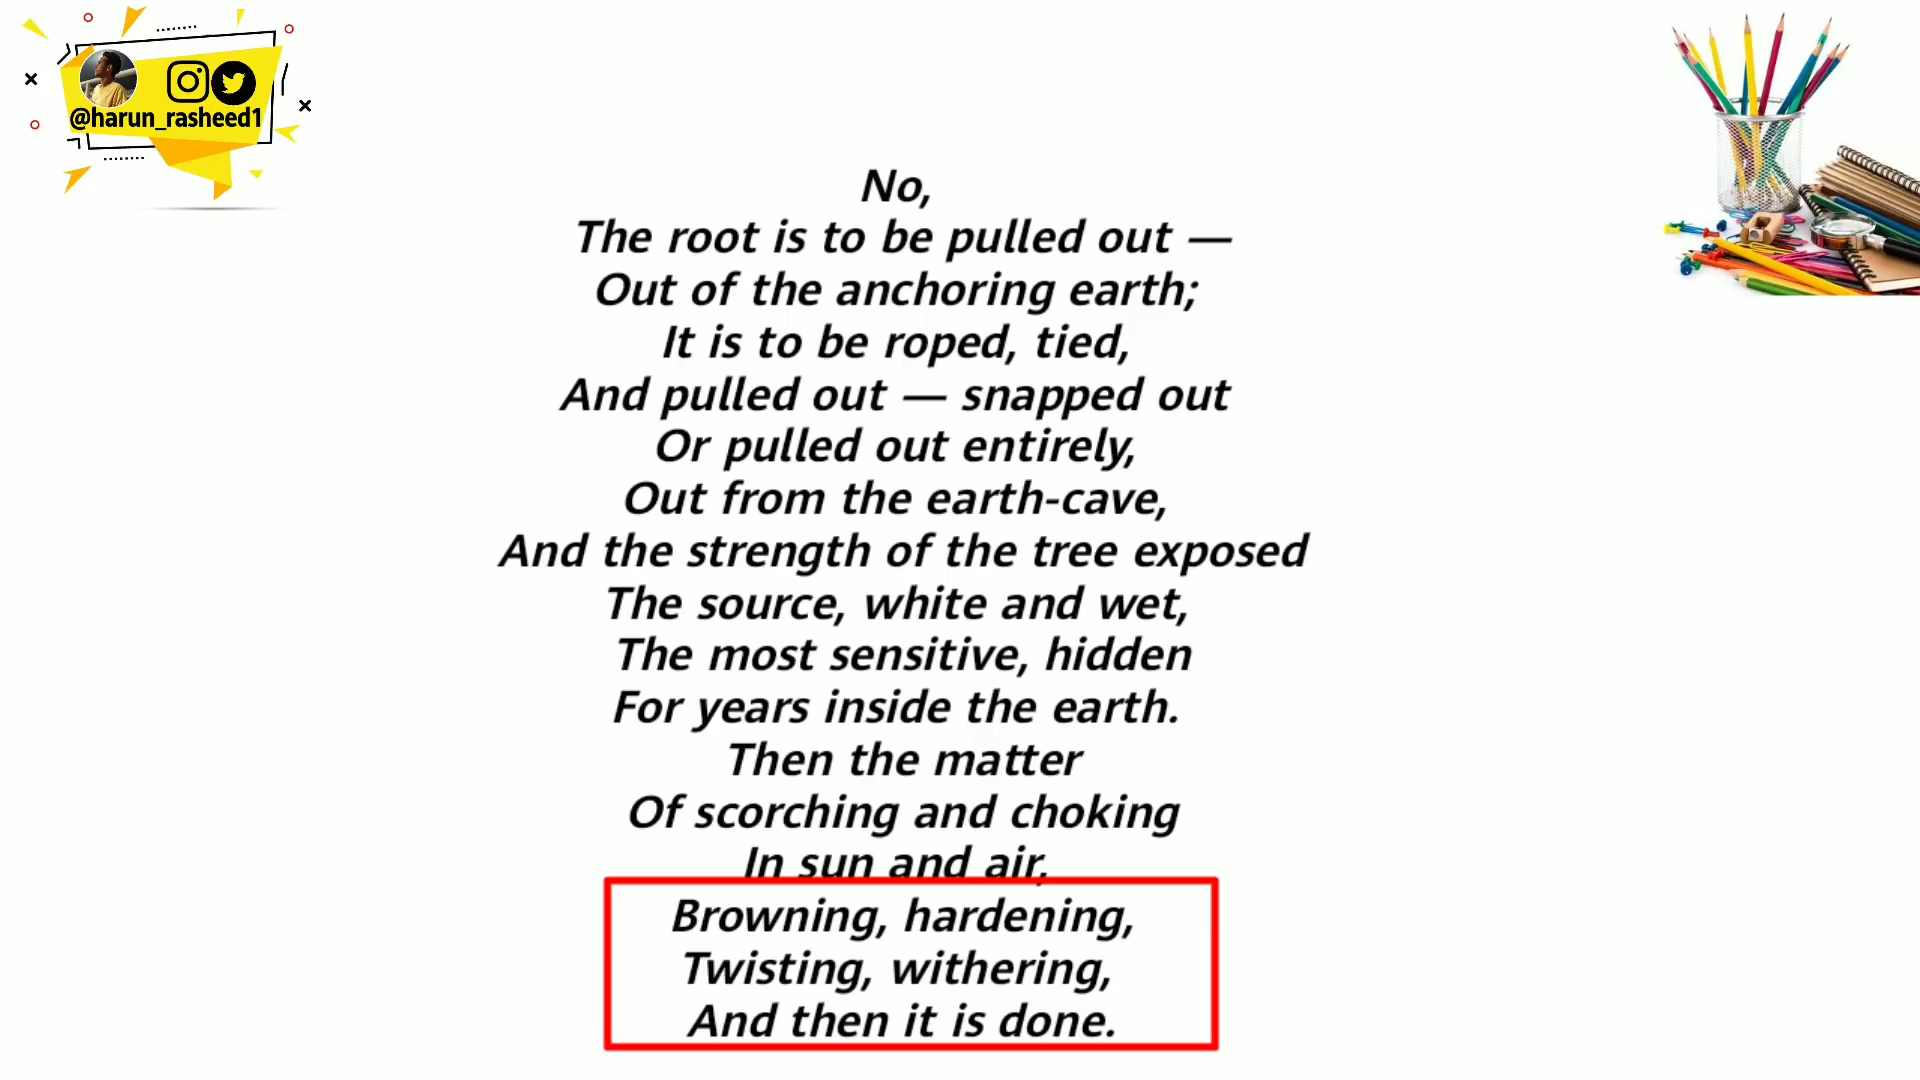 @harun_rasheed1
No,
The root is to be pulled out —
Out of the anchoring earth;
It is to be roped, tied,
And pulled out — snapped out
Or pulled out entirely,
Out from the earth-cave,
And the strength of the tree exposed
The source, white and wet,
The most sensitive, hidden
For years inside the earth.
Then the matter
Of scorching and choking
In sun and air,
Browning, hardening,
Twisting, withering,
And then it is done.